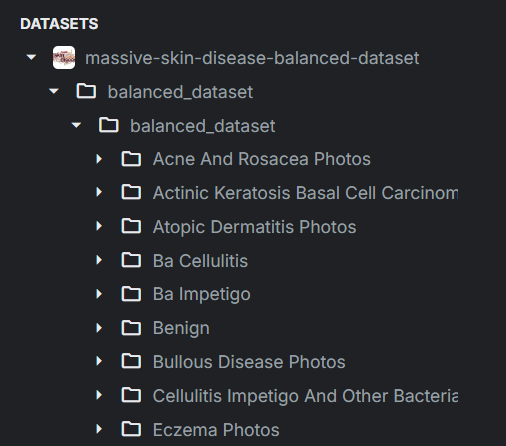 DATASETS
massive-skin-disease-balanced-dataset
balanced_dataset
balanced_dataset
Acne And Rosacea Photos
Actinic Keratosis Basal Cell Carcinom
Atopic Dermatitis Photos
Ba Cellulitis
Ba Impetigo
Benign
Bullous Disease Photos
Cellulitis Impetigo And Other Bacteria
Eczema Photos